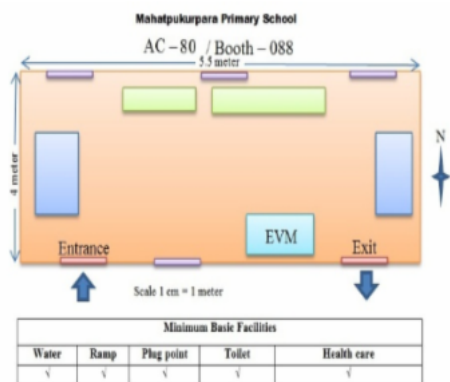 Mahatpukurpara Primary School
AC – 80 / Booth – 088
5.5 meter
4 meter
N
EVM
Entrance
Exit
Scale 1 cm = 1 meter
Minimum Basic Facilities
Water Ramp Plug point Toilet Health care
√ √ √ √ √